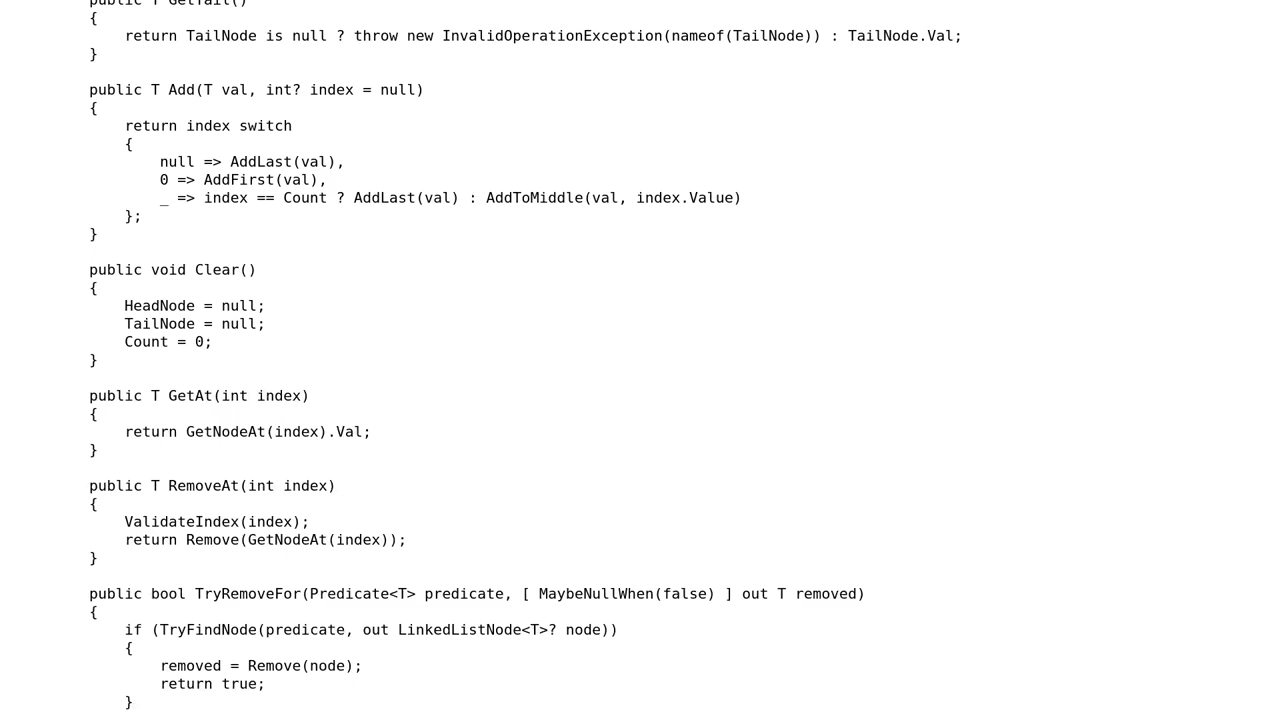 public T GetTail()
{
    return TailNode is null ? throw new InvalidOperationException(nameof(TailNode)) : TailNode.Val;
}

public T Add(T val, int? index = null)
{
    return index switch
    {
        null => AddLast(val),
        0 => AddFirst(val),
        _ => index == Count ? AddLast(val) : AddToMiddle(val, index.Value)
    };
}

public void Clear()
{
    HeadNode = null;
    TailNode = null;
    Count = 0;
}

public T GetAt(int index)
{
    return GetNodeAt(index).Val;
}

public T RemoveAt(int index)
{
    ValidateIndex(index);
    return Remove(GetNodeAt(index));
}

public bool TryRemoveFor(Predicate<T> predicate, [ MaybeNullWhen(false) ] out T removed)
{
    if (TryFindNode(predicate, out LinkedListNode<T>? node))
    {
        removed = Remove(node);
        return true;
    }